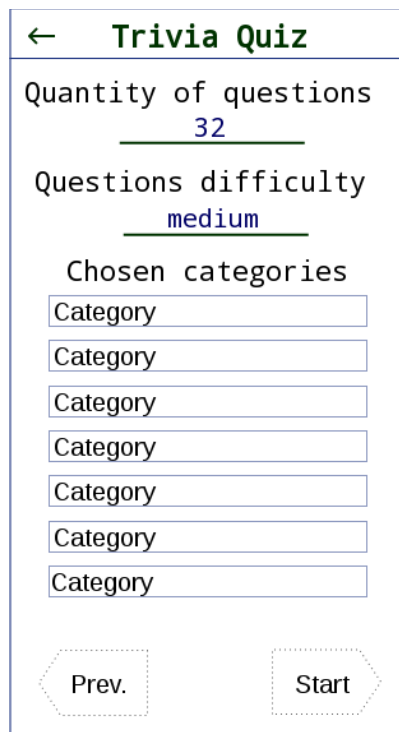 ← Trivia Quiz
Quantity of questions
32
Questions difficulty
medium
Chosen categories
Category
Category
Category
Category
Category
Category
Category
Prev. Start